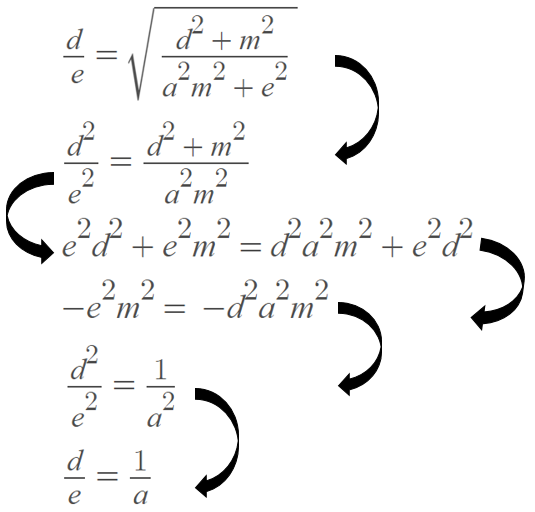 d/e = √((d² + m²)/(a²m² + e²))
d²/e² = (d² + m²)/(a²m²)
e²d² + e²m² = d²a²m² + e²d²
−e²m² = −d²a²m²
d²/e² = 1/a²
d/e = 1/a